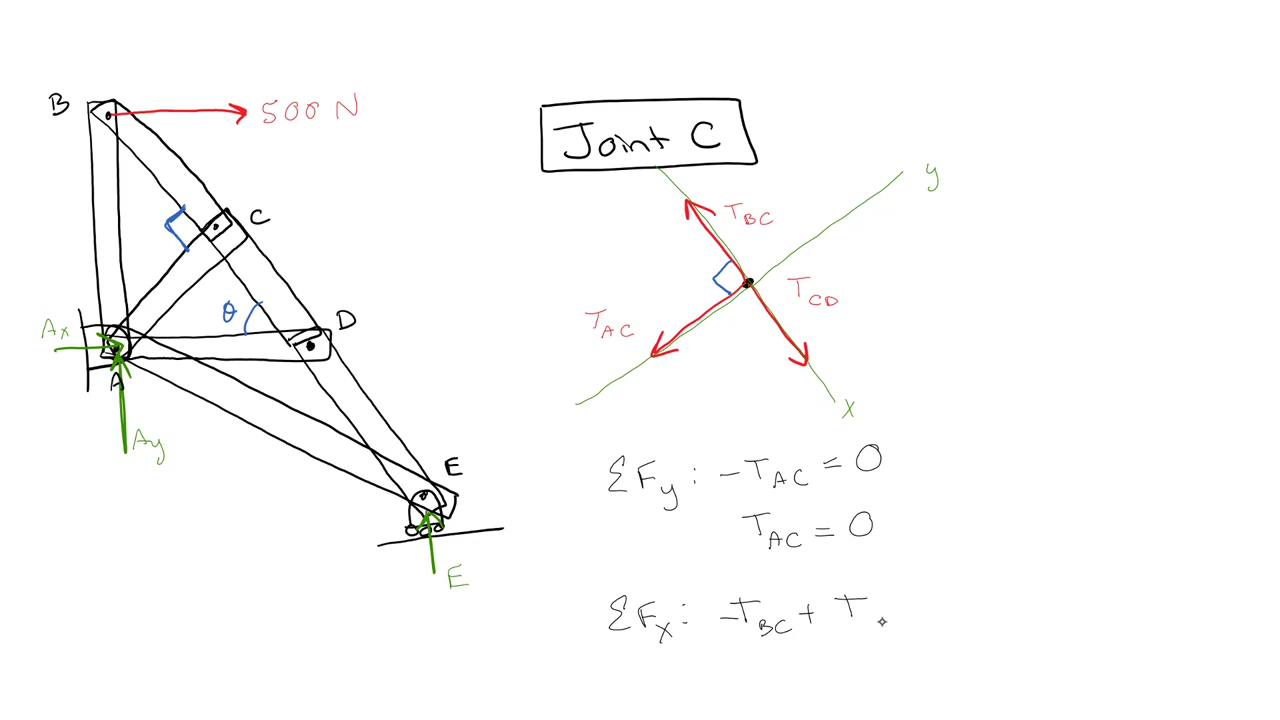 B
500 N
C
θ
D
Ax
A
Ay
E
E
Joint C
y
TBC
TCD
TAC
x
ΣFy: -TAC = 0
TAC = 0
ΣFx: -TBC + T